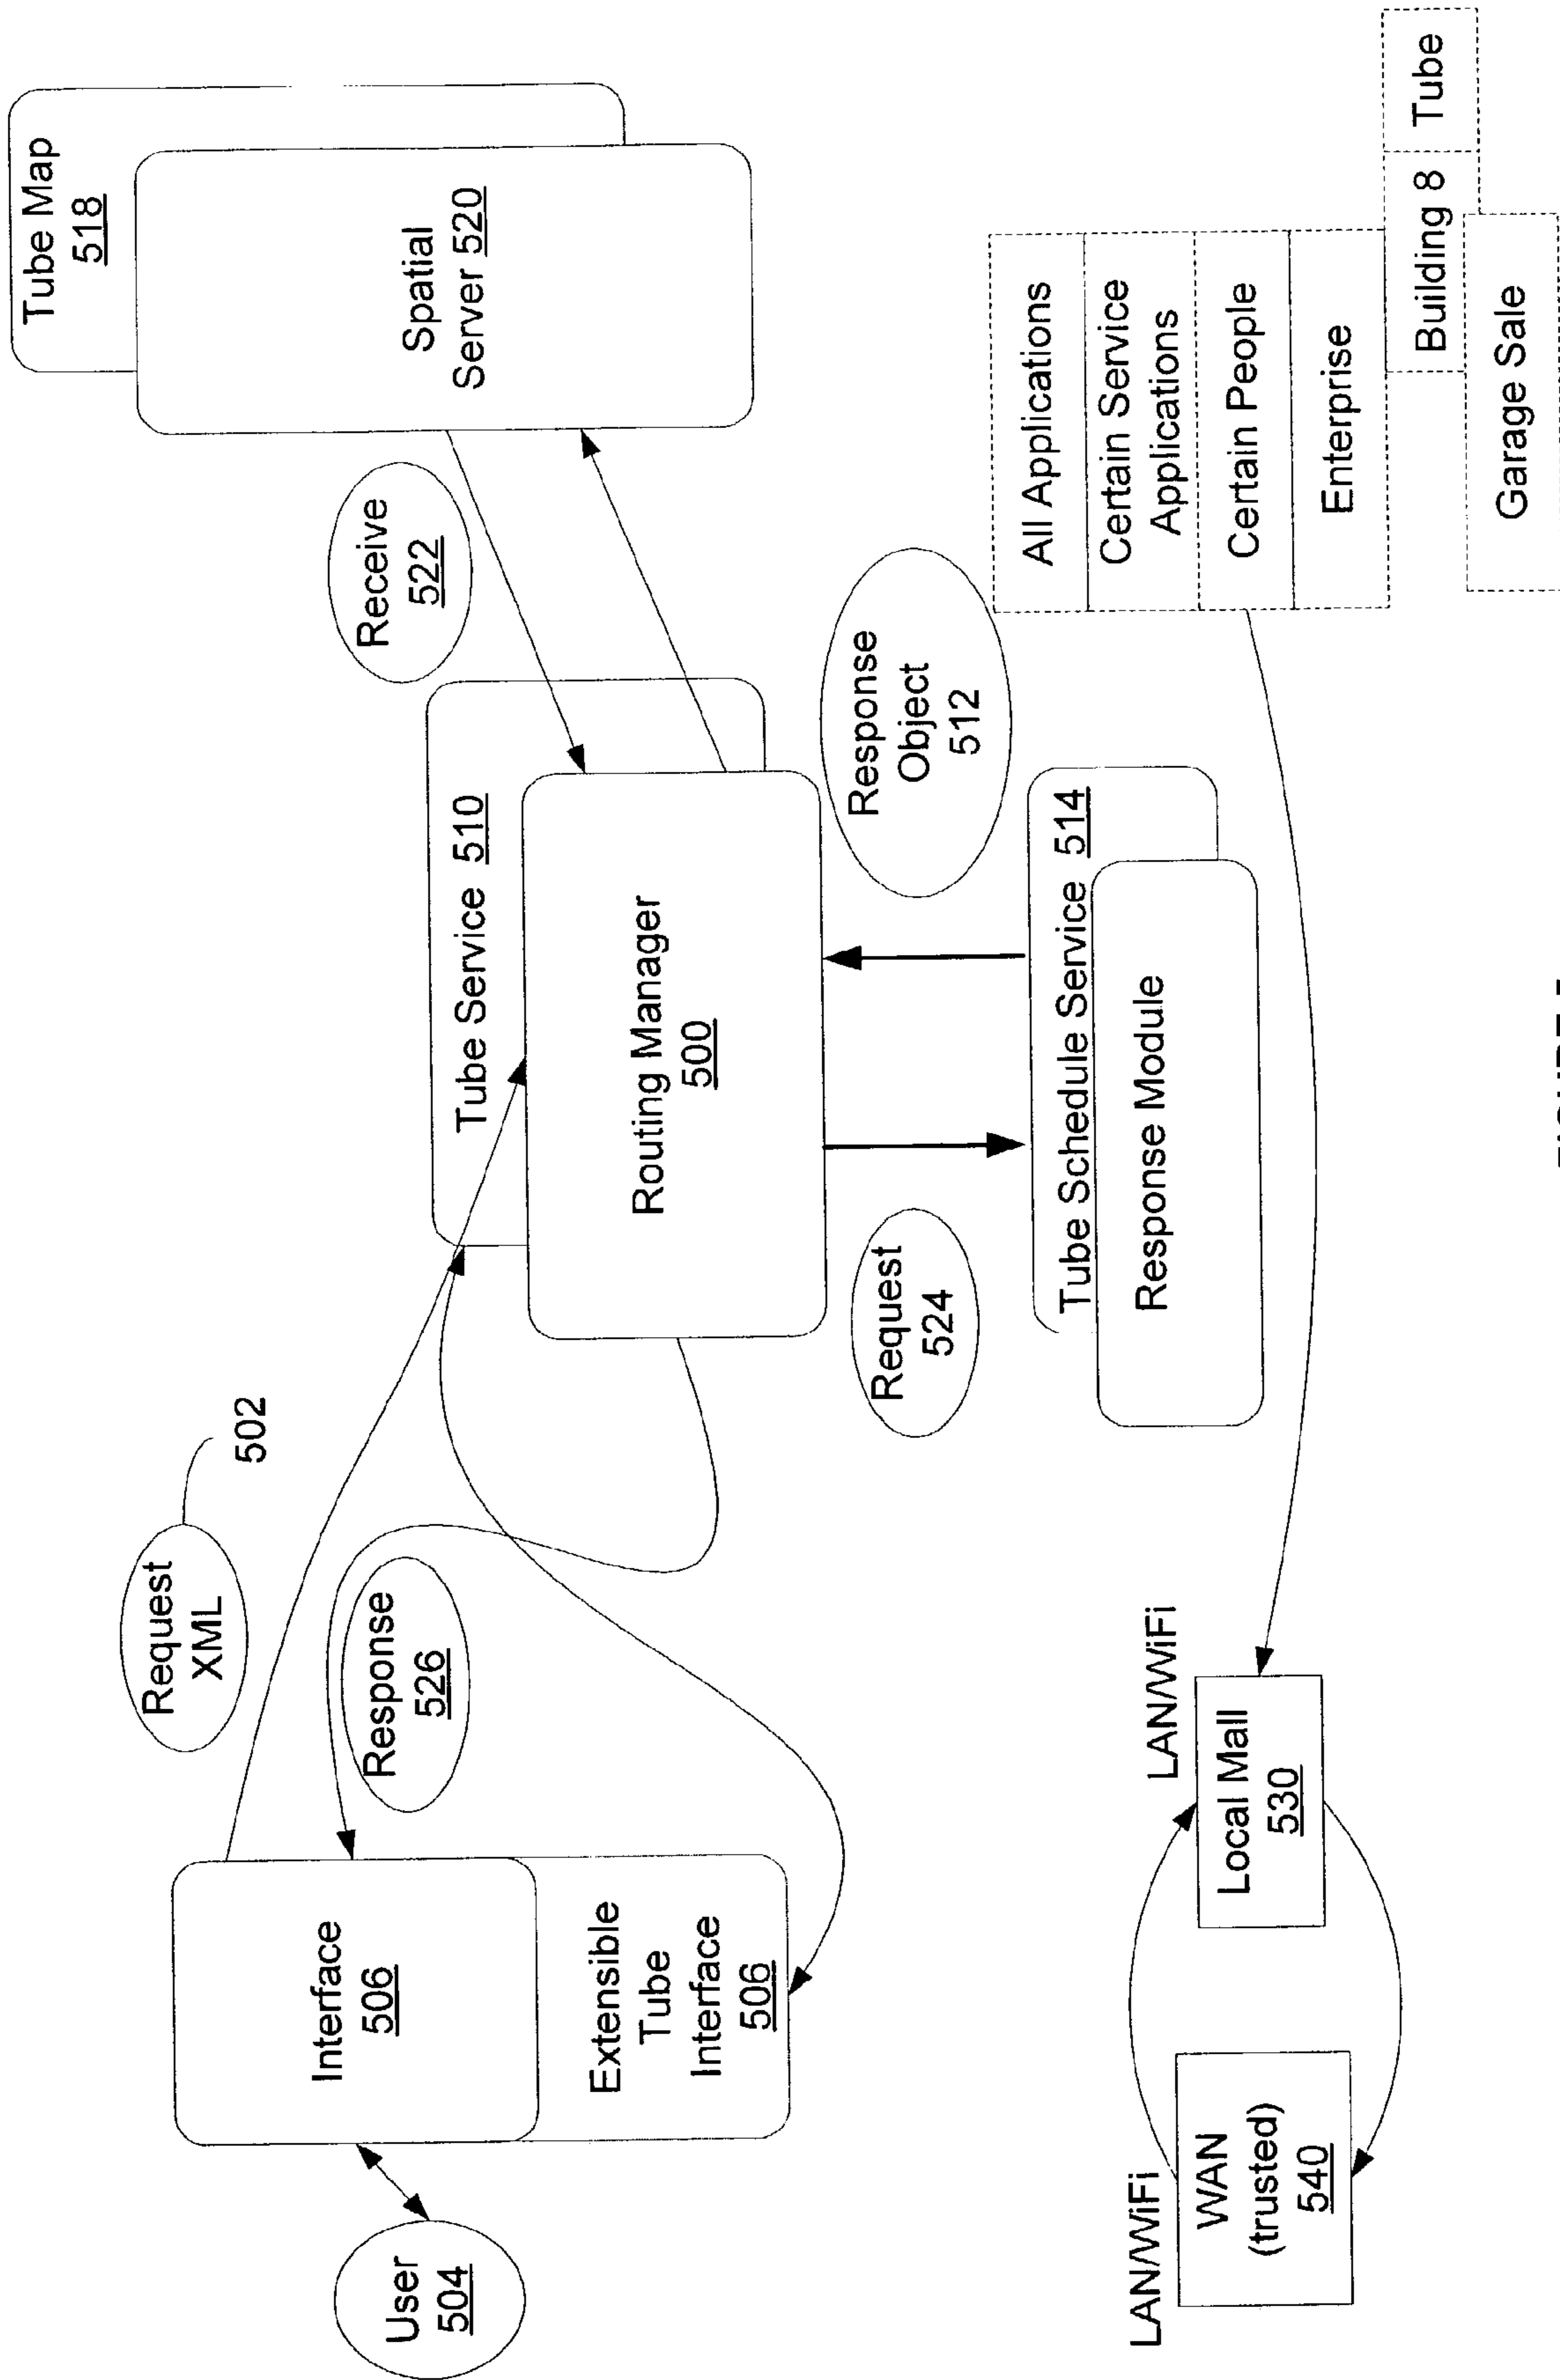 Tube Map
518
Spatial
Server 520
Receive
522
Request
XML
502
Tube Service 510
Routing Manager
500
Response
526
Interface
506
Extensible
Tube
Interface
506
User
504
Response
Object
512
Request
524
Tube Schedule Service 514
Response Module
All Applications
Certain Service
Applications
Certain People
Enterprise
Building 8
Tube
Garage Sale
LAN/WiFi
Local Mall
530
LAN/WiFi
WAN
(trusted)
540